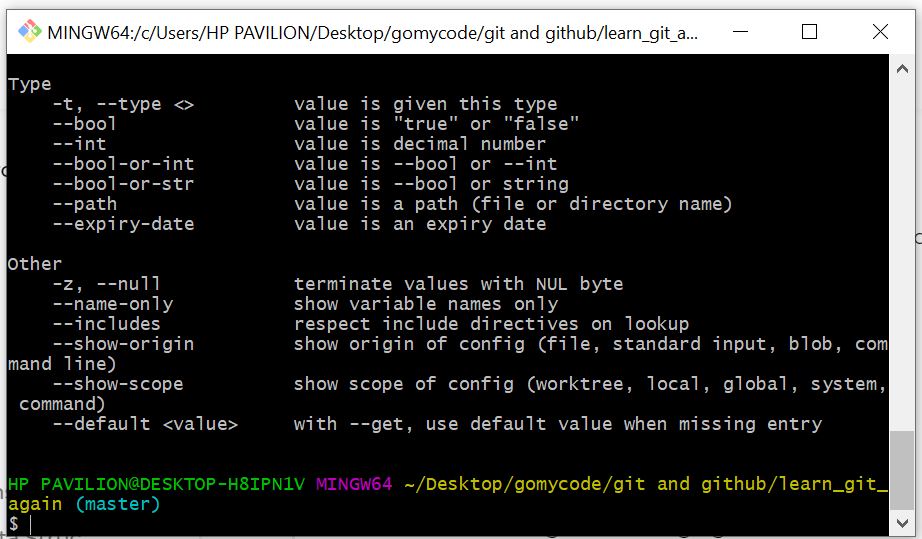 MINGW64:/c/Users/HP PAVILION/Desktop/gomycode/git and github/learn_git_a...
Type
    -t, --type <>         value is given this type
    --bool                value is "true" or "false"
    --int                 value is decimal number
    --bool-or-int         value is --bool or --int
    --bool-or-str         value is --bool or string
    --path                value is a path (file or directory name)
    --expiry-date         value is an expiry date
Other
    -z, --null            terminate values with NUL byte
    --name-only           show variable names only
    --includes            respect include directives on lookup
    --show-origin         show origin of config (file, standard input, blob, com
mand line)
    --show-scope          show scope of config (worktree, local, global, system,
 command)
    --default <value>     with --get, use default value when missing entry
HP PAVILION@DESKTOP-H8IPN1V MINGW64 ~/Desktop/gomycode/git and github/learn_git_
again (master)
$